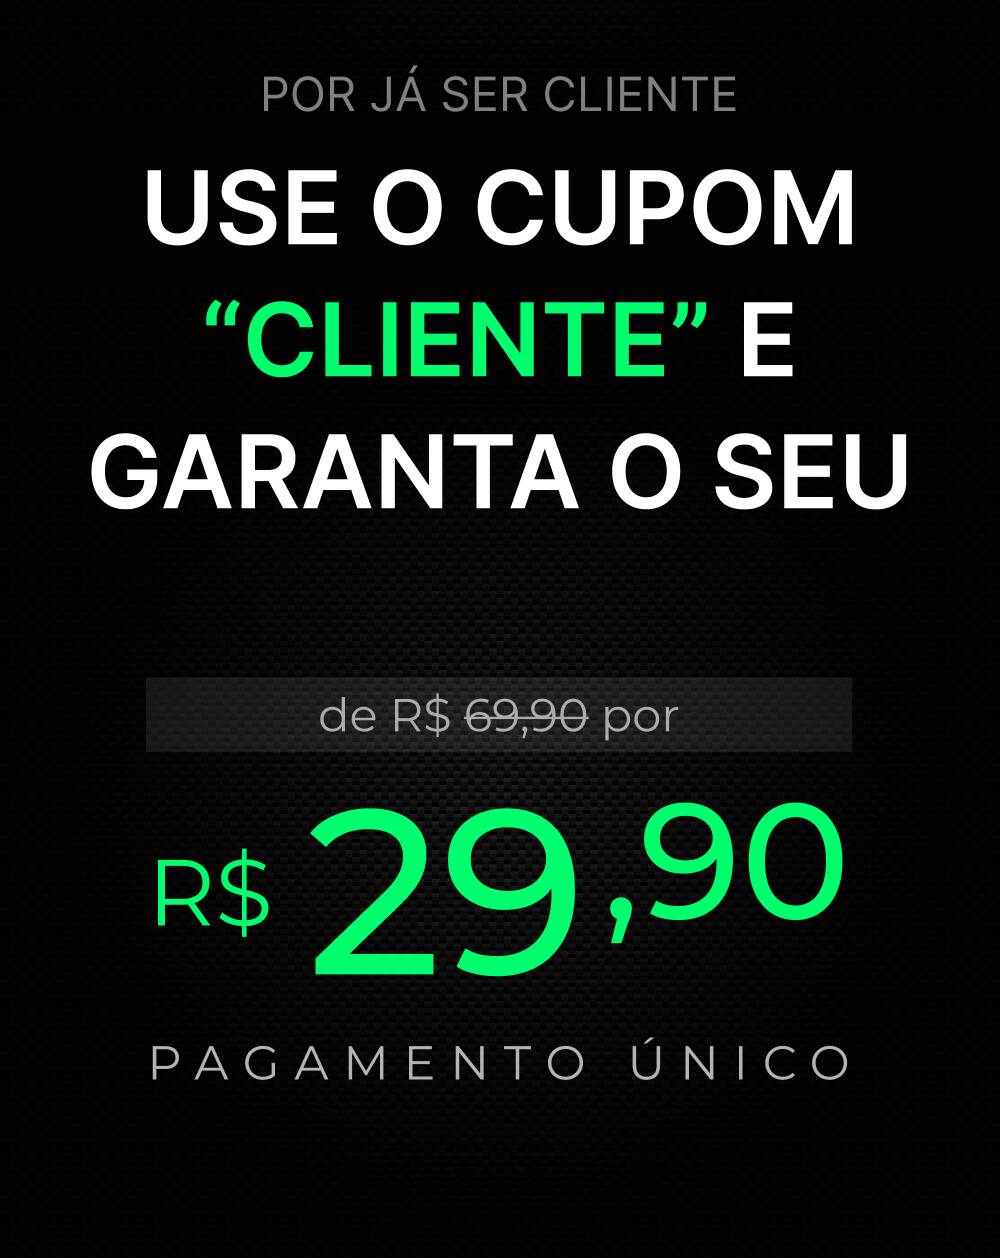 POR JÁ SER CLIENTE
USE O CUPOM
“CLIENTE” E
GARANTA O SEU
de R$ 69,90 por
R$ 29,90
PAGAMENTO ÚNICO